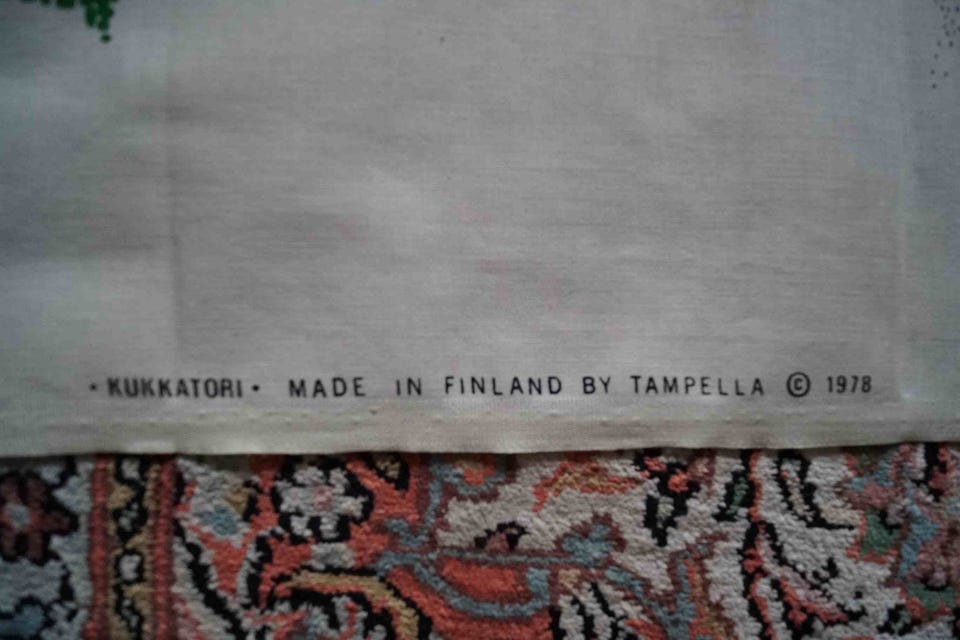 • KUKKATORI • MADE IN FINLAND BY TAMPELLA © 1978